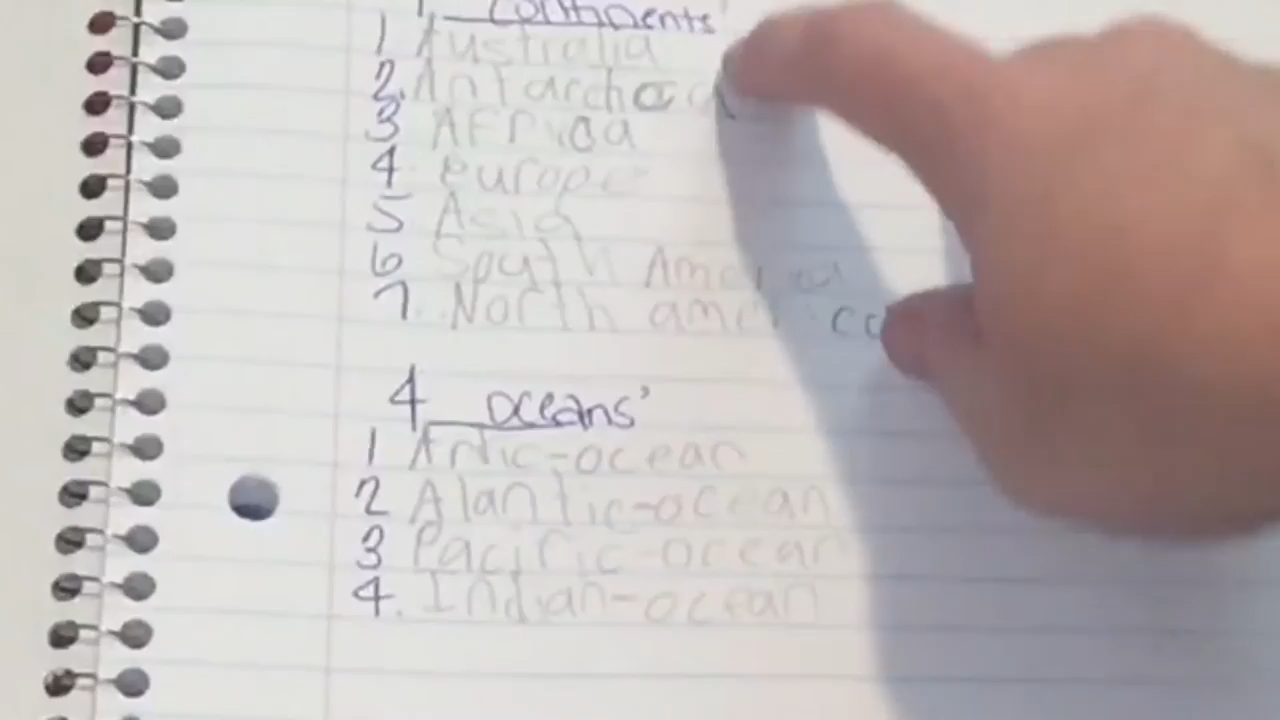 Continents'
1 Australia
2. Antarctica
3 AFrica
4 europe
5 Asia
6 South America
7. North america
4 oceans'
1 Artic-ocean
2 Alantic-ocean
3 Pacific-ocean
4. Indian-ocean